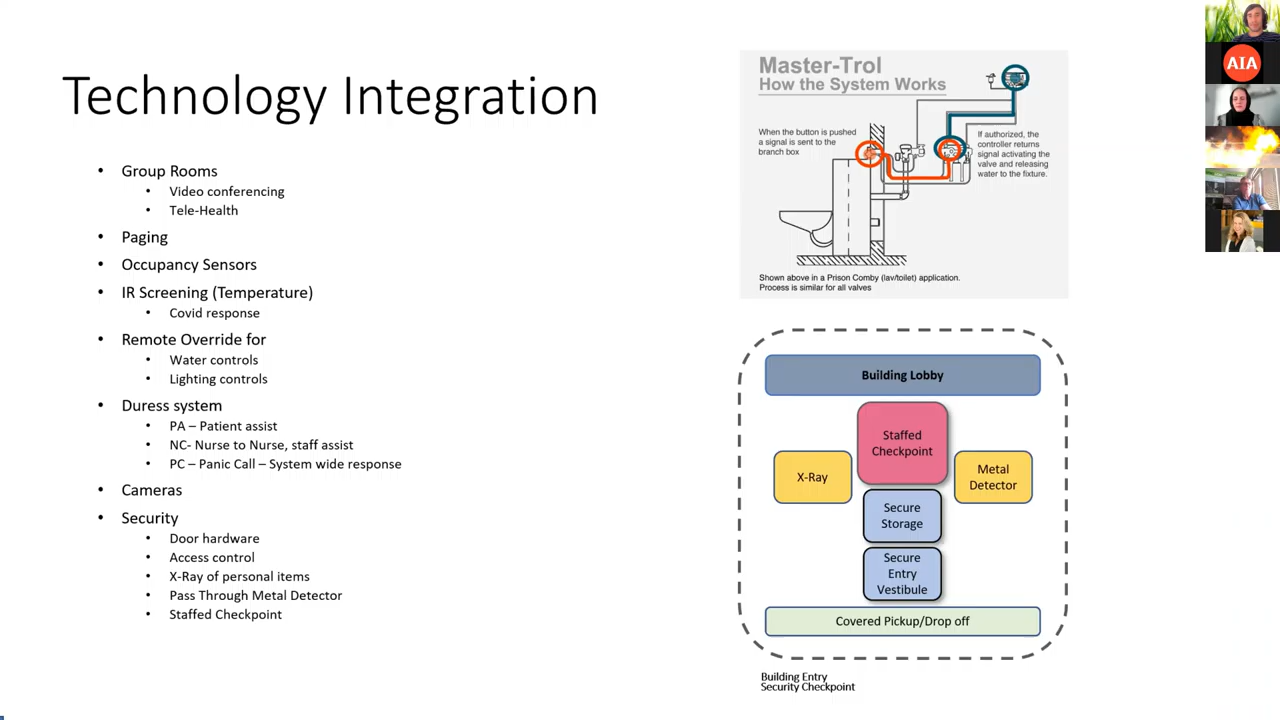 Technology Integration
Group Rooms
Video conferencing
Tele-Health
Paging
Occupancy Sensors
IR Screening (Temperature)
Covid response
Remote Override for
Water controls
Lighting controls
Duress system
PA – Patient assist
NC- Nurse to Nurse, staff assist
PC – Panic Call – System wide response
Cameras
Security
Door hardware
Access control
X-Ray of personal items
Pass Through Metal Detector
Staffed Checkpoint
Master-Trol
How the System Works
When the button is pushed
a signal is sent to the
branch box
If authorized, the
controller returns
signal activating the
valve and releasing
water to the fixture.
Shown above in a Prison Comby (lav/toilet) application.
Process is similar for all valves
Building Lobby
Staffed
Checkpoint
X-Ray
Metal
Detector
Secure
Storage
Secure
Entry
Vestibule
Covered Pickup/Drop off
Building Entry
Security Checkpoint
AIA